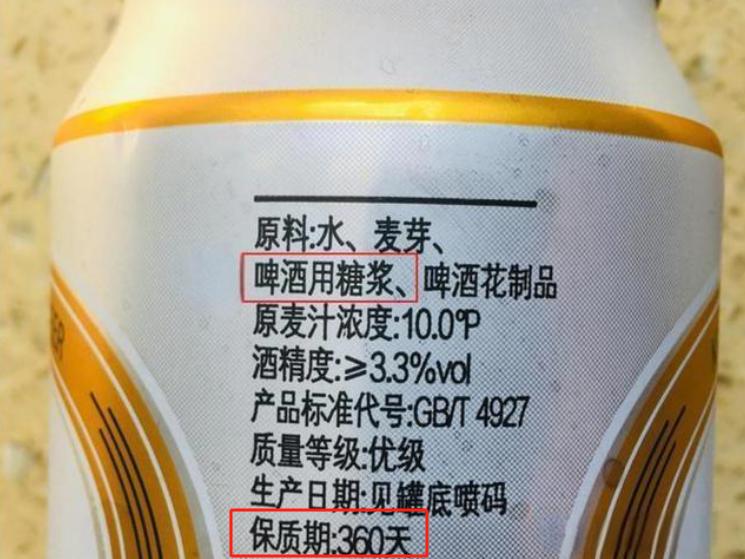 原料:水、麦芽、
啤酒用糖浆、啤酒花制品
原麦汁浓度:10.0°P
酒精度:≥3.3%vol
产品标准代号:GB/T 4927
质量等级:优级
生产日期:见罐底喷码
保质期:360天